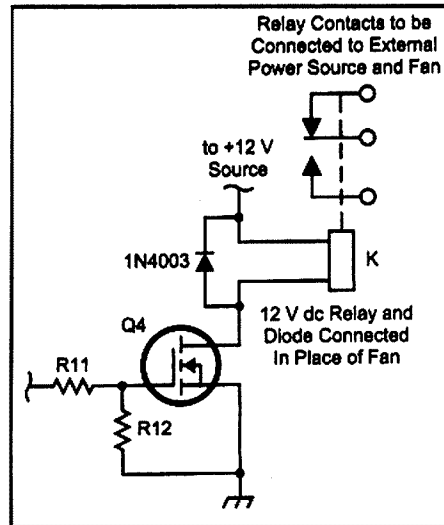 Relay Contacts to be
Connected to External
Power Source and Fan
to +12 V
Source
1N4003
K
Q4
12 V dc Relay and
Diode Connected
In Place of Fan
R11
R12